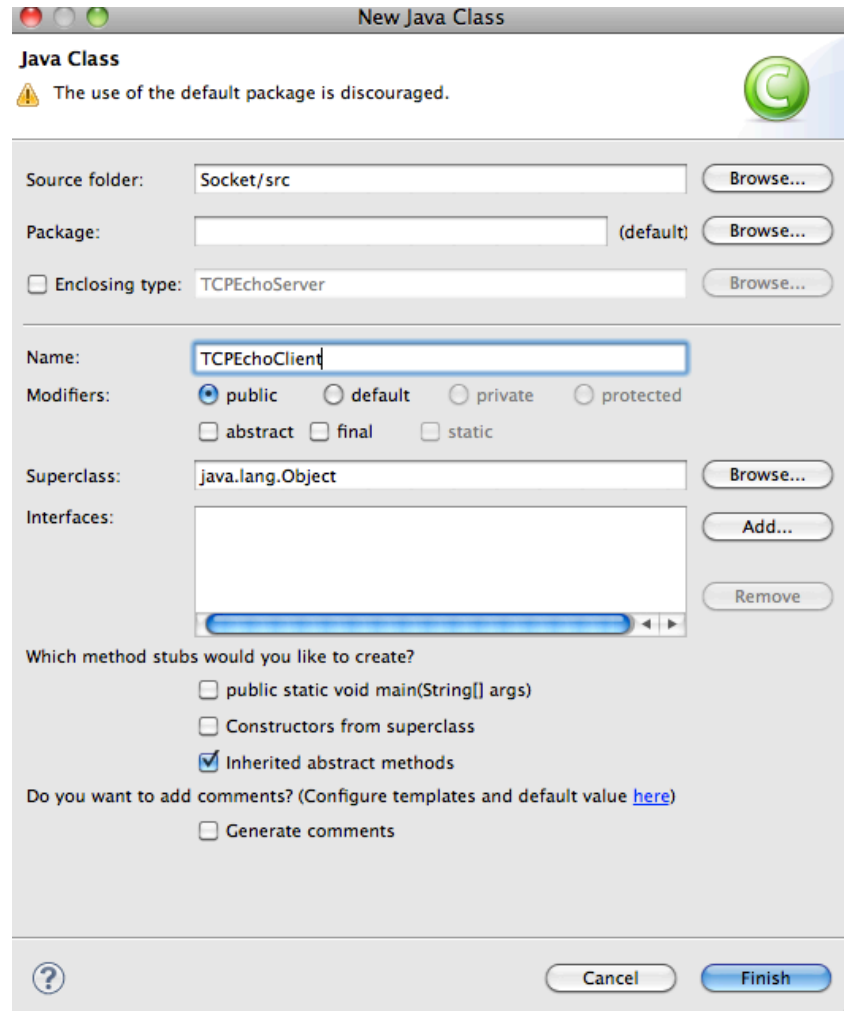 New Java Class
Java Class
The use of the default package is discouraged.
Source folder: Socket/src Browse...
Package: (default) Browse...
Enclosing type: TCPEchoServer Browse...
Name: TCPEchoClient
Modifiers: public default private protected
abstract final static
Superclass: java.lang.Object Browse...
Interfaces: Add...
Remove
Which method stubs would you like to create?
public static void main(String[] args)
Constructors from superclass
Inherited abstract methods
Do you want to add comments? (Configure templates and default value here)
Generate comments
? Cancel Finish